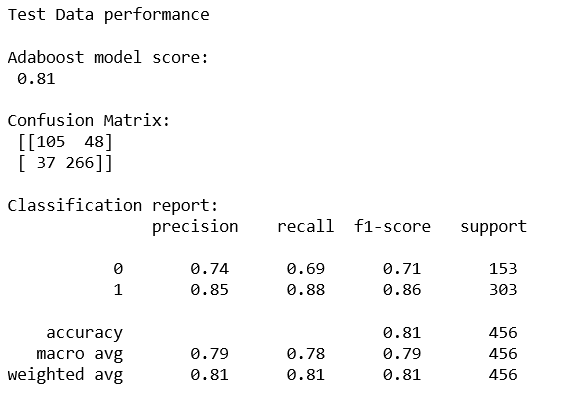 Test Data performance
Adaboost model score:
0.81
Confusion Matrix:
[[105  48]
[ 37 266]]
Classification report:
precision recall f1-score support
0 0.74 0.69 0.71 153
1 0.85 0.88 0.86 303
accuracy 0.81 456
macro avg 0.79 0.78 0.79 456
weighted avg 0.81 0.81 0.81 456